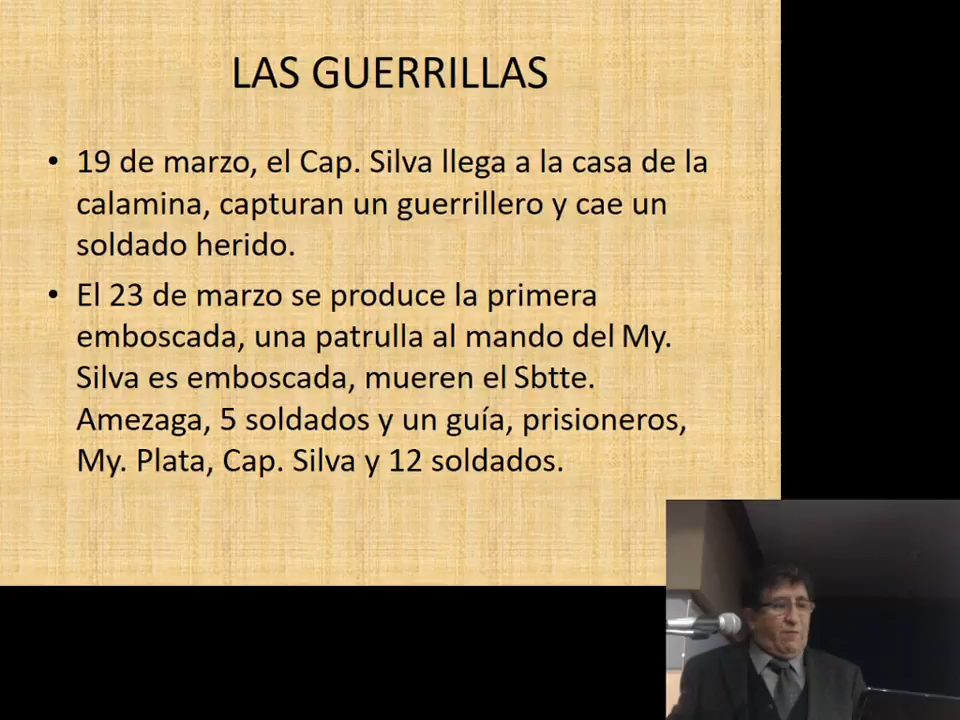 LAS GUERRILLAS
• 19 de marzo, el Cap. Silva llega a la casa de la
calamina, capturan un guerrillero y cae un
soldado herido.
• El 23 de marzo se produce la primera
emboscada, una patrulla al mando del My.
Silva es emboscada, mueren el Sbtte.
Amezaga, 5 soldados y un guía, prisioneros,
My. Plata, Cap. Silva y 12 soldados.